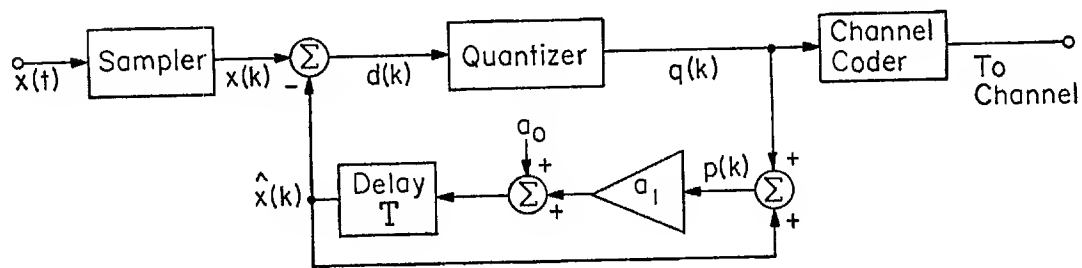 x(t)
Sampler
x(k)
Σ
-
d(k)
Quantizer
q(k)
Channel
Coder
To
Channel
x̂(k)
Delay
T
a₀
+
Σ
+
a₁
p(k)
+
Σ
+